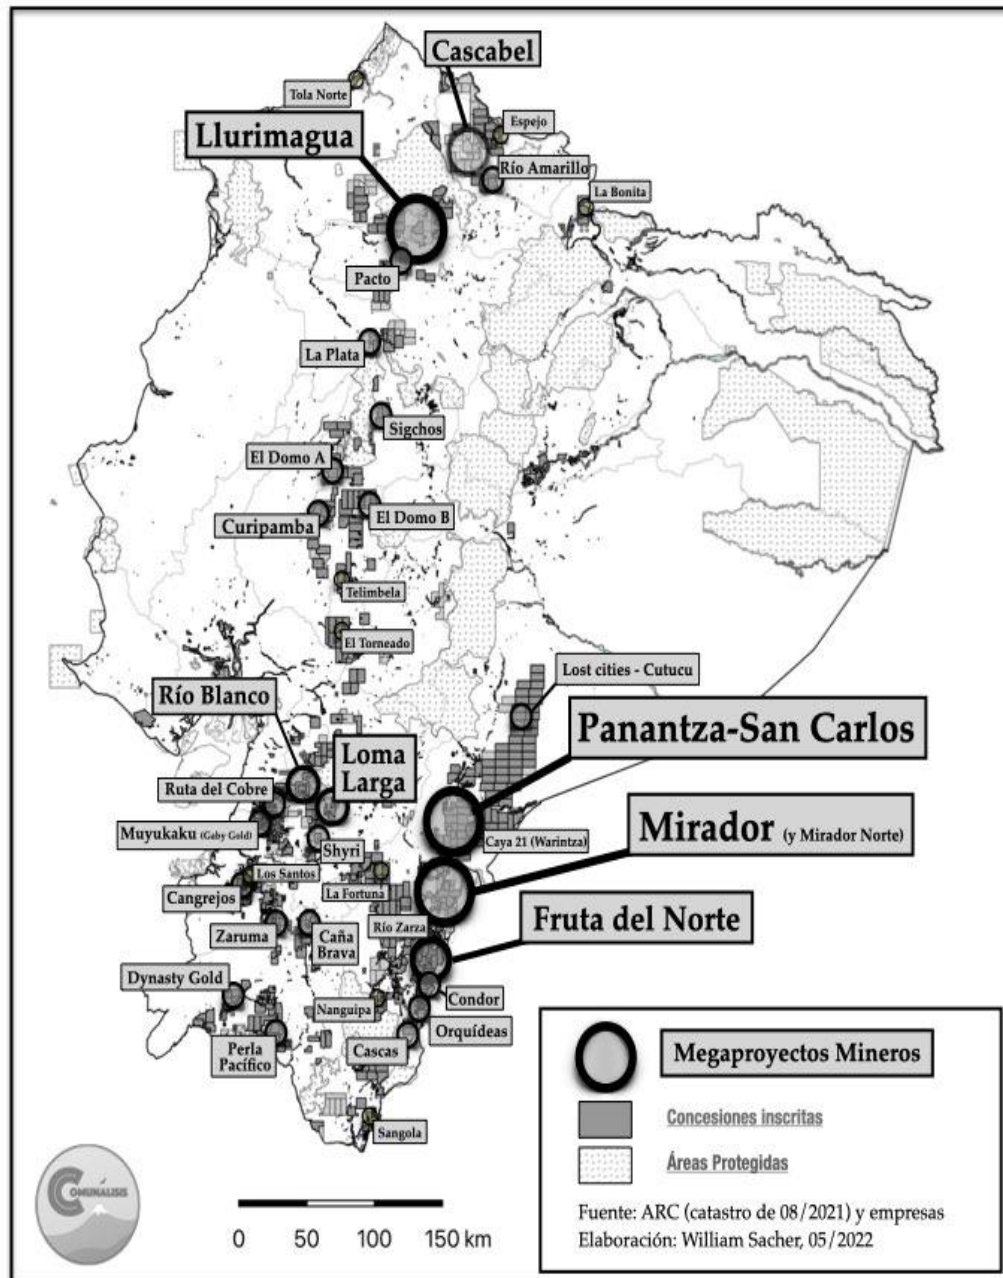 Cascabel
Tola Norte
Espejo
Llurimagua
Río Amarillo
La Bonita
Pacto
La Plata
Sigchos
El Domo A
El Domo B
Curipamba
Telimbela
El Torneado
Lost cities - Cutucu
Río Blanco
Panantza-San Carlos
Loma
Larga
Ruta del Cobre
Muyukaku (Gaby Gold)
Mirador (y Mirador Norte)
Caya 21 (Warintza)
Shyri
Los Santos
La Fortuna
Cangrejos
Fruta del Norte
Río Zarza
Zaruma
Caña
Brava
Dynasty Gold
Condor
Nanguipa
Orquídeas
Perla
Pacífico
Cascas
Sangola
Megaproyectos Mineros
Concesiones inscritas
Áreas Protegidas
Fuente: ARC (catastro de 08/2021) y empresas
Elaboración: William Sacher, 05/2022
COMUNÁLISIS
0 50 100 150 km